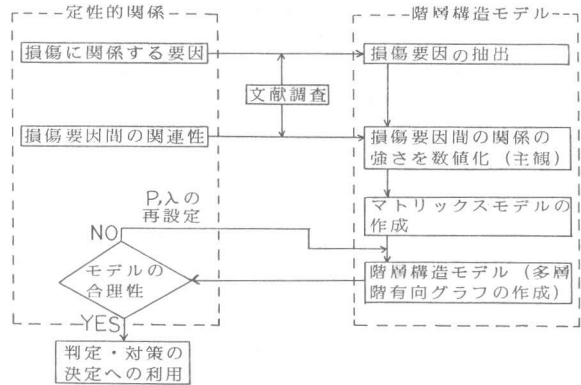 定性的関係
損傷に関係する要因
損傷要因間の関連性
文献調査
階層構造モデル
損傷要因の抽出
損傷要因間の関係の
強さを数値化（主観）
マトリックスモデルの
作成
階層構造モデル（多層
階有向グラフの作成）
P,λの
再設定
NO
モデルの
合理性
YES
判定・対策の
決定への利用